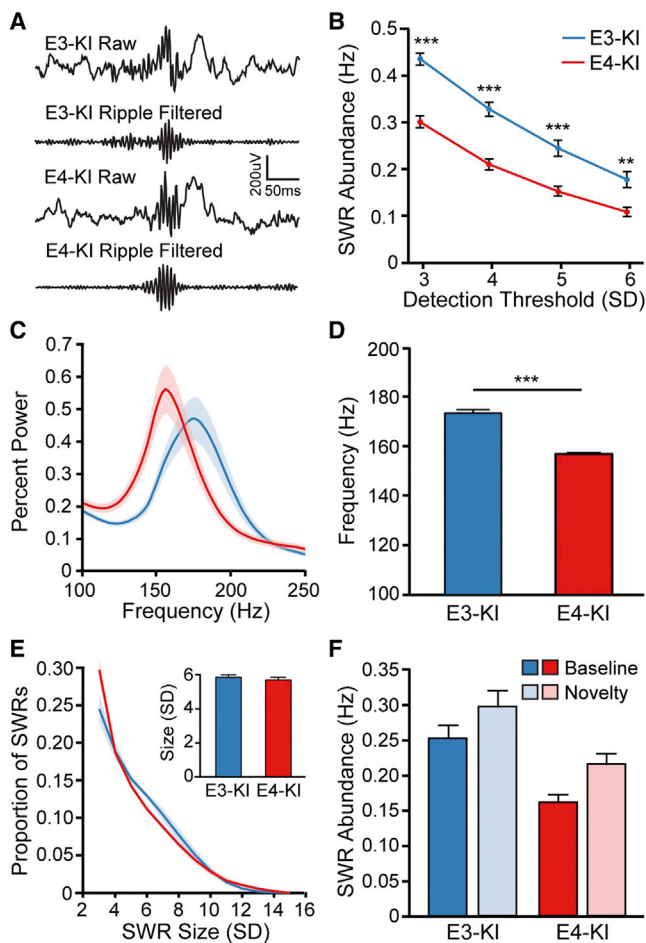 A
E3-KI Raw
E3-KI Ripple Filtered
200uV
50ms
E4-KI Raw
E4-KI Ripple Filtered
B
SWR Abundance (Hz)
0.5
0.4
0.3
0.2
0.1
0
***
***
***
**
E3-KI
E4-KI
3 4 5 6
Detection Threshold (SD)
C
Percent Power
0.7
0.6
0.5
0.4
0.3
0.2
0.1
0
100 150 200 250
Frequency (Hz)
D
Frequency (Hz)
200
180
160
140
120
100
***
E3-KI E4-KI
E
Proportion of SWRs
0.30
0.25
0.20
0.15
0.10
0.05
0
2 4 6 8 10 12 14 16
SWR Size (SD)
Size (SD)
6
4
2
0
E3-KI E4-KI
F
SWR Abundance (Hz)
0.35
0.30
0.25
0.20
0.15
0.10
0.05
0.00
Baseline
Novelty
E3-KI E4-KI